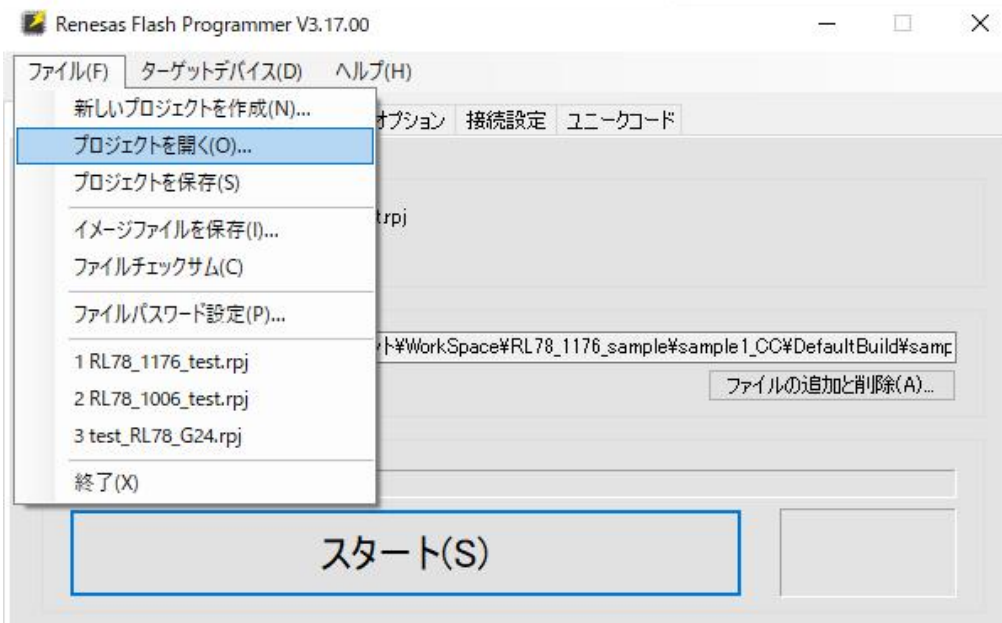 Renesas Flash Programmer V3.17.00
ファイル(F) ターゲットデバイス(D) ヘルプ(H)
新しいプロジェクトを作成(N)...
オプション 接続設定 ユニークコード
プロジェクトを開く(O)...
プロジェクトを保存(S)
t.rpj
イメージファイルを保存(I)...
ファイルチェックサム(C)
ファイルパスワード設定(P)...
ット¥WorkSpace¥RL78_1176_sample¥sample1_CC¥DefaultBuild¥samp
1 RL78_1176_test.rpj
ファイルの追加と削除(A)...
2 RL78_1006_test.rpj
3 test_RL78_G24.rpj
終了(X)
スタート(S)